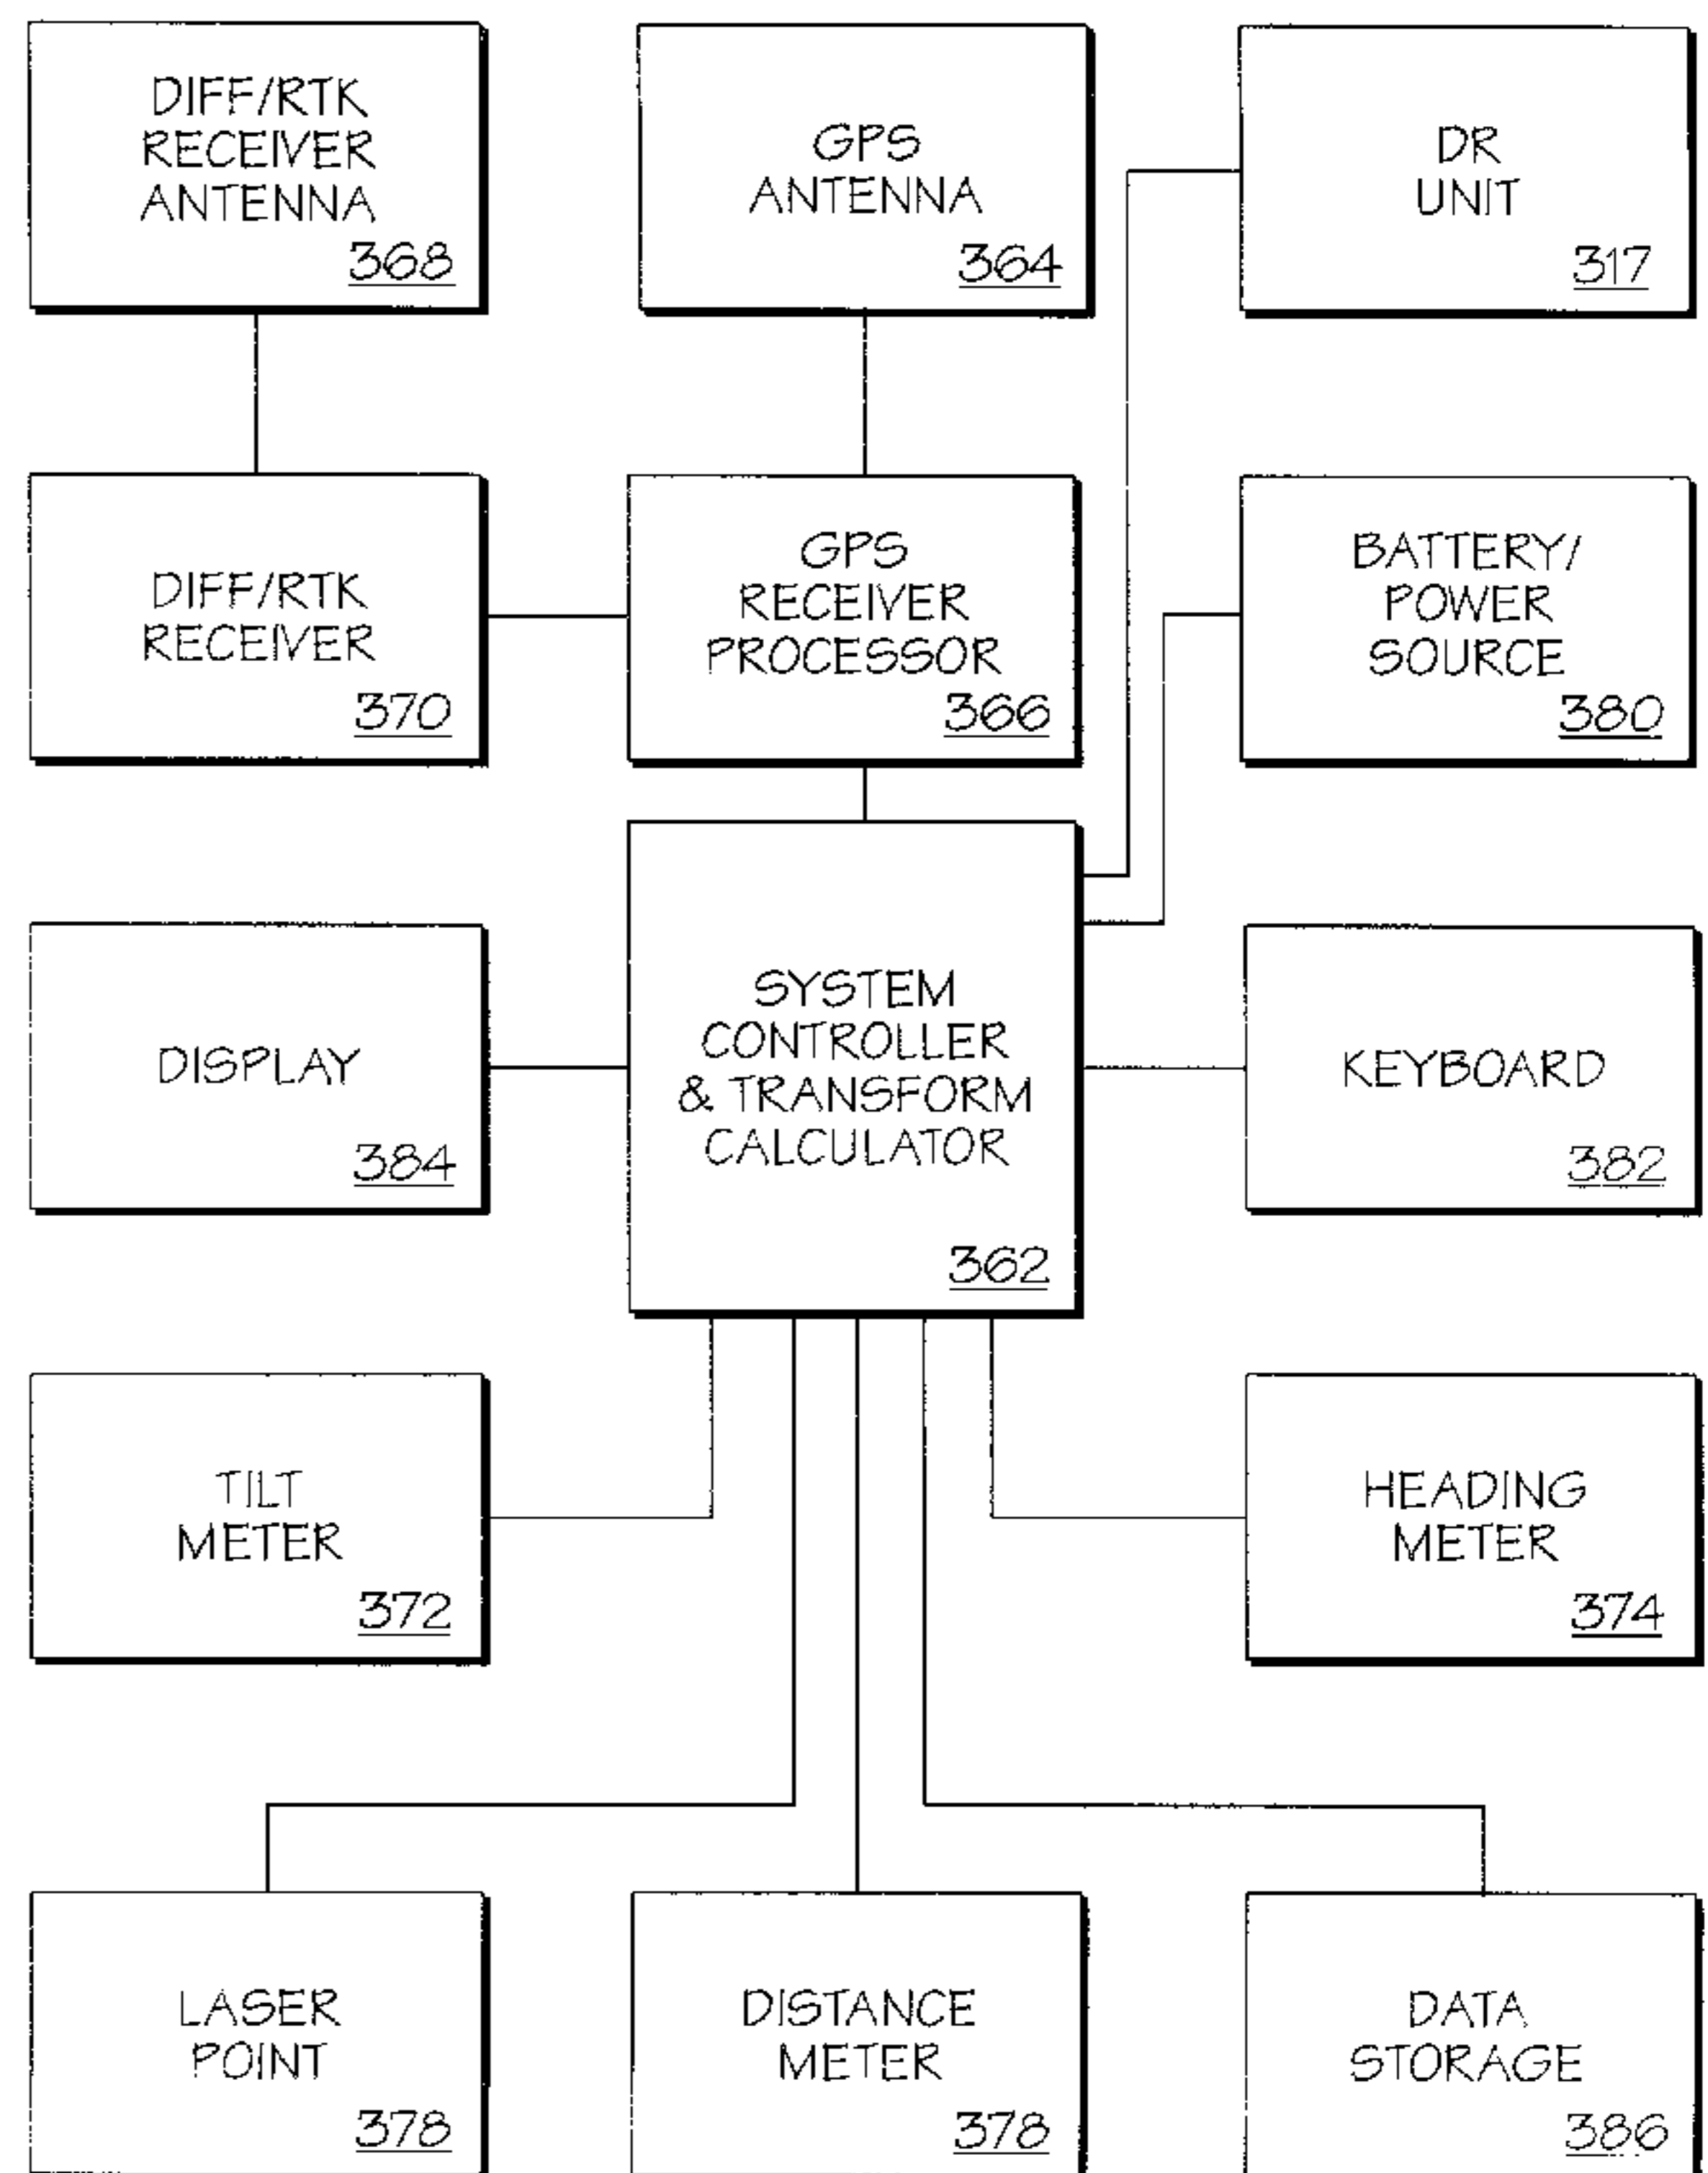 DIFF/RTK
RECEIVER
ANTENNA
368
GPS
ANTENNA
364
DR
UNIT
317
DIFF/RTK
RECEIVER
370
GPS
RECEIVER
PROCESSOR
366
BATTERY/
POWER
SOURCE
380
DISPLAY
384
SYSTEM
CONTROLLER
& TRANSFORM
CALCULATOR
362
KEYBOARD
382
TILT
METER
372
HEADING
METER
374
LASER
POINT
378
DISTANCE
METER
378
DATA
STORAGE
386